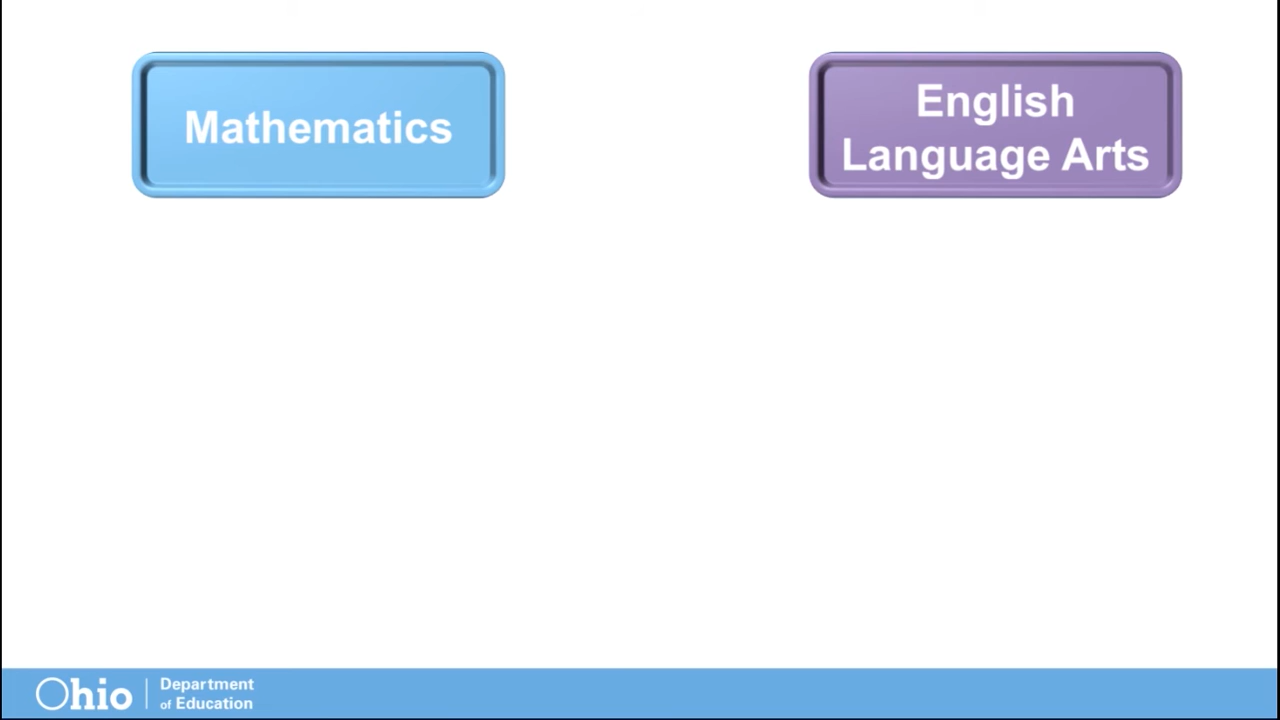 Mathematics
English
Language Arts
Ohio
Department
of Education